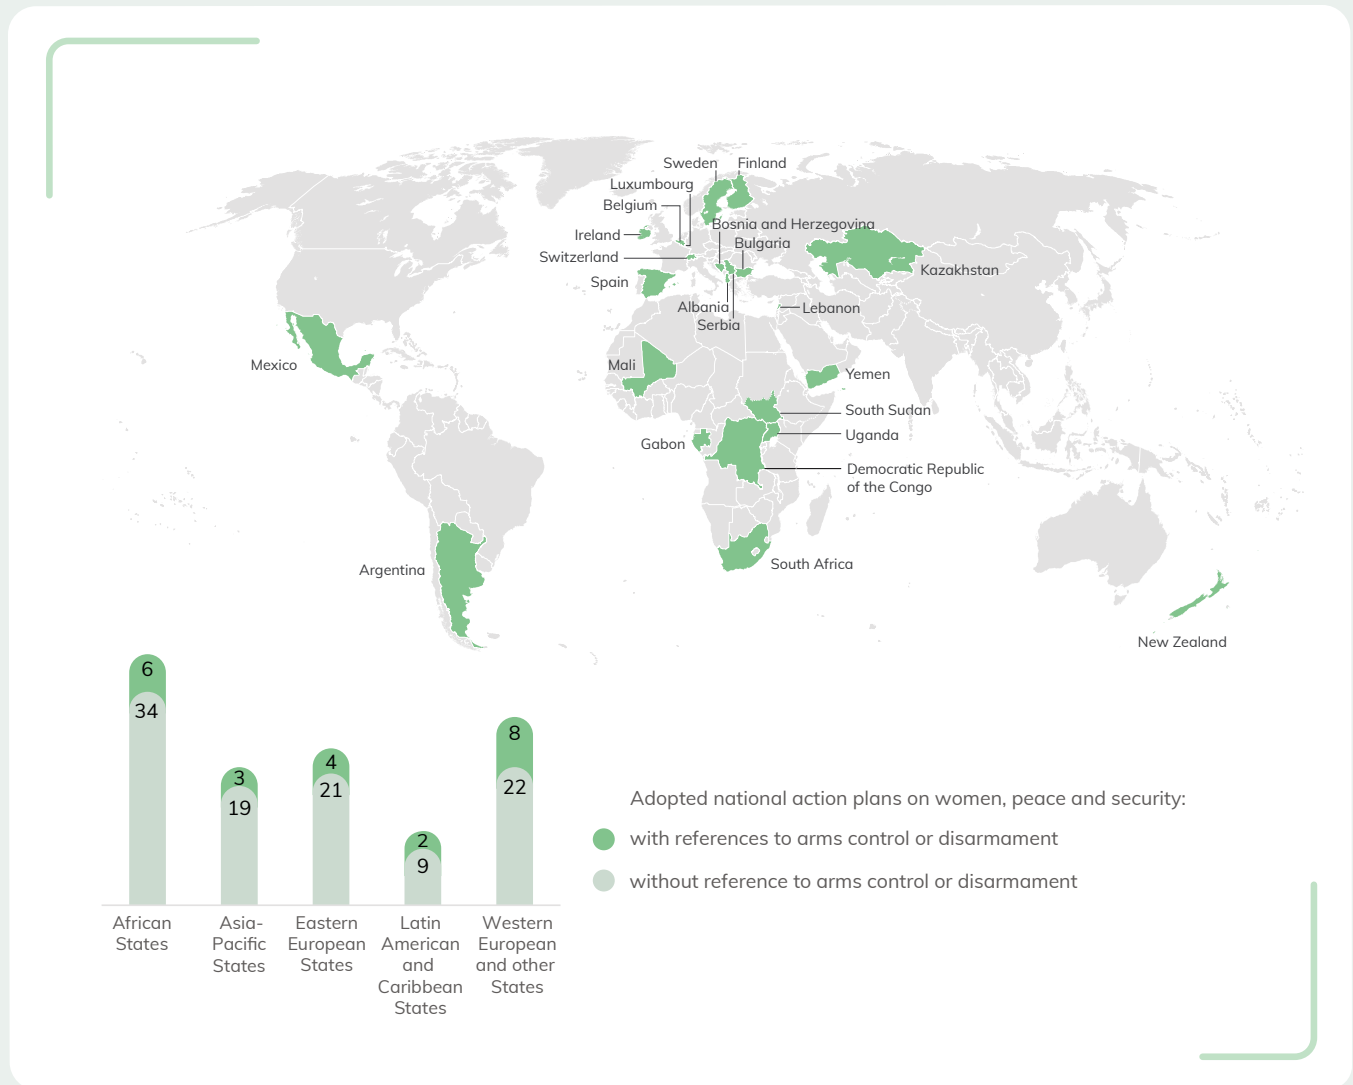 Sweden
Finland
Luxumbourg
Belgium
Bosnia and Herzegovina
Ireland
Bulgaria
Switzerland
Kazakhstan
Spain
Albania
Lebanon
Serbia
Mexico
Mali
Yemen
South Sudan
Uganda
Gabon
Democratic Republic
of the Congo
South Africa
Argentina
New Zealand
6
34
3
19
4
21
2
9
8
22
African
States
Asia-
Pacific
States
Eastern
European
States
Latin
American
and
Caribbean
States
Western
European
and other
States
Adopted national action plans on women, peace and security:
with references to arms control or disarmament
without reference to arms control or disarmament